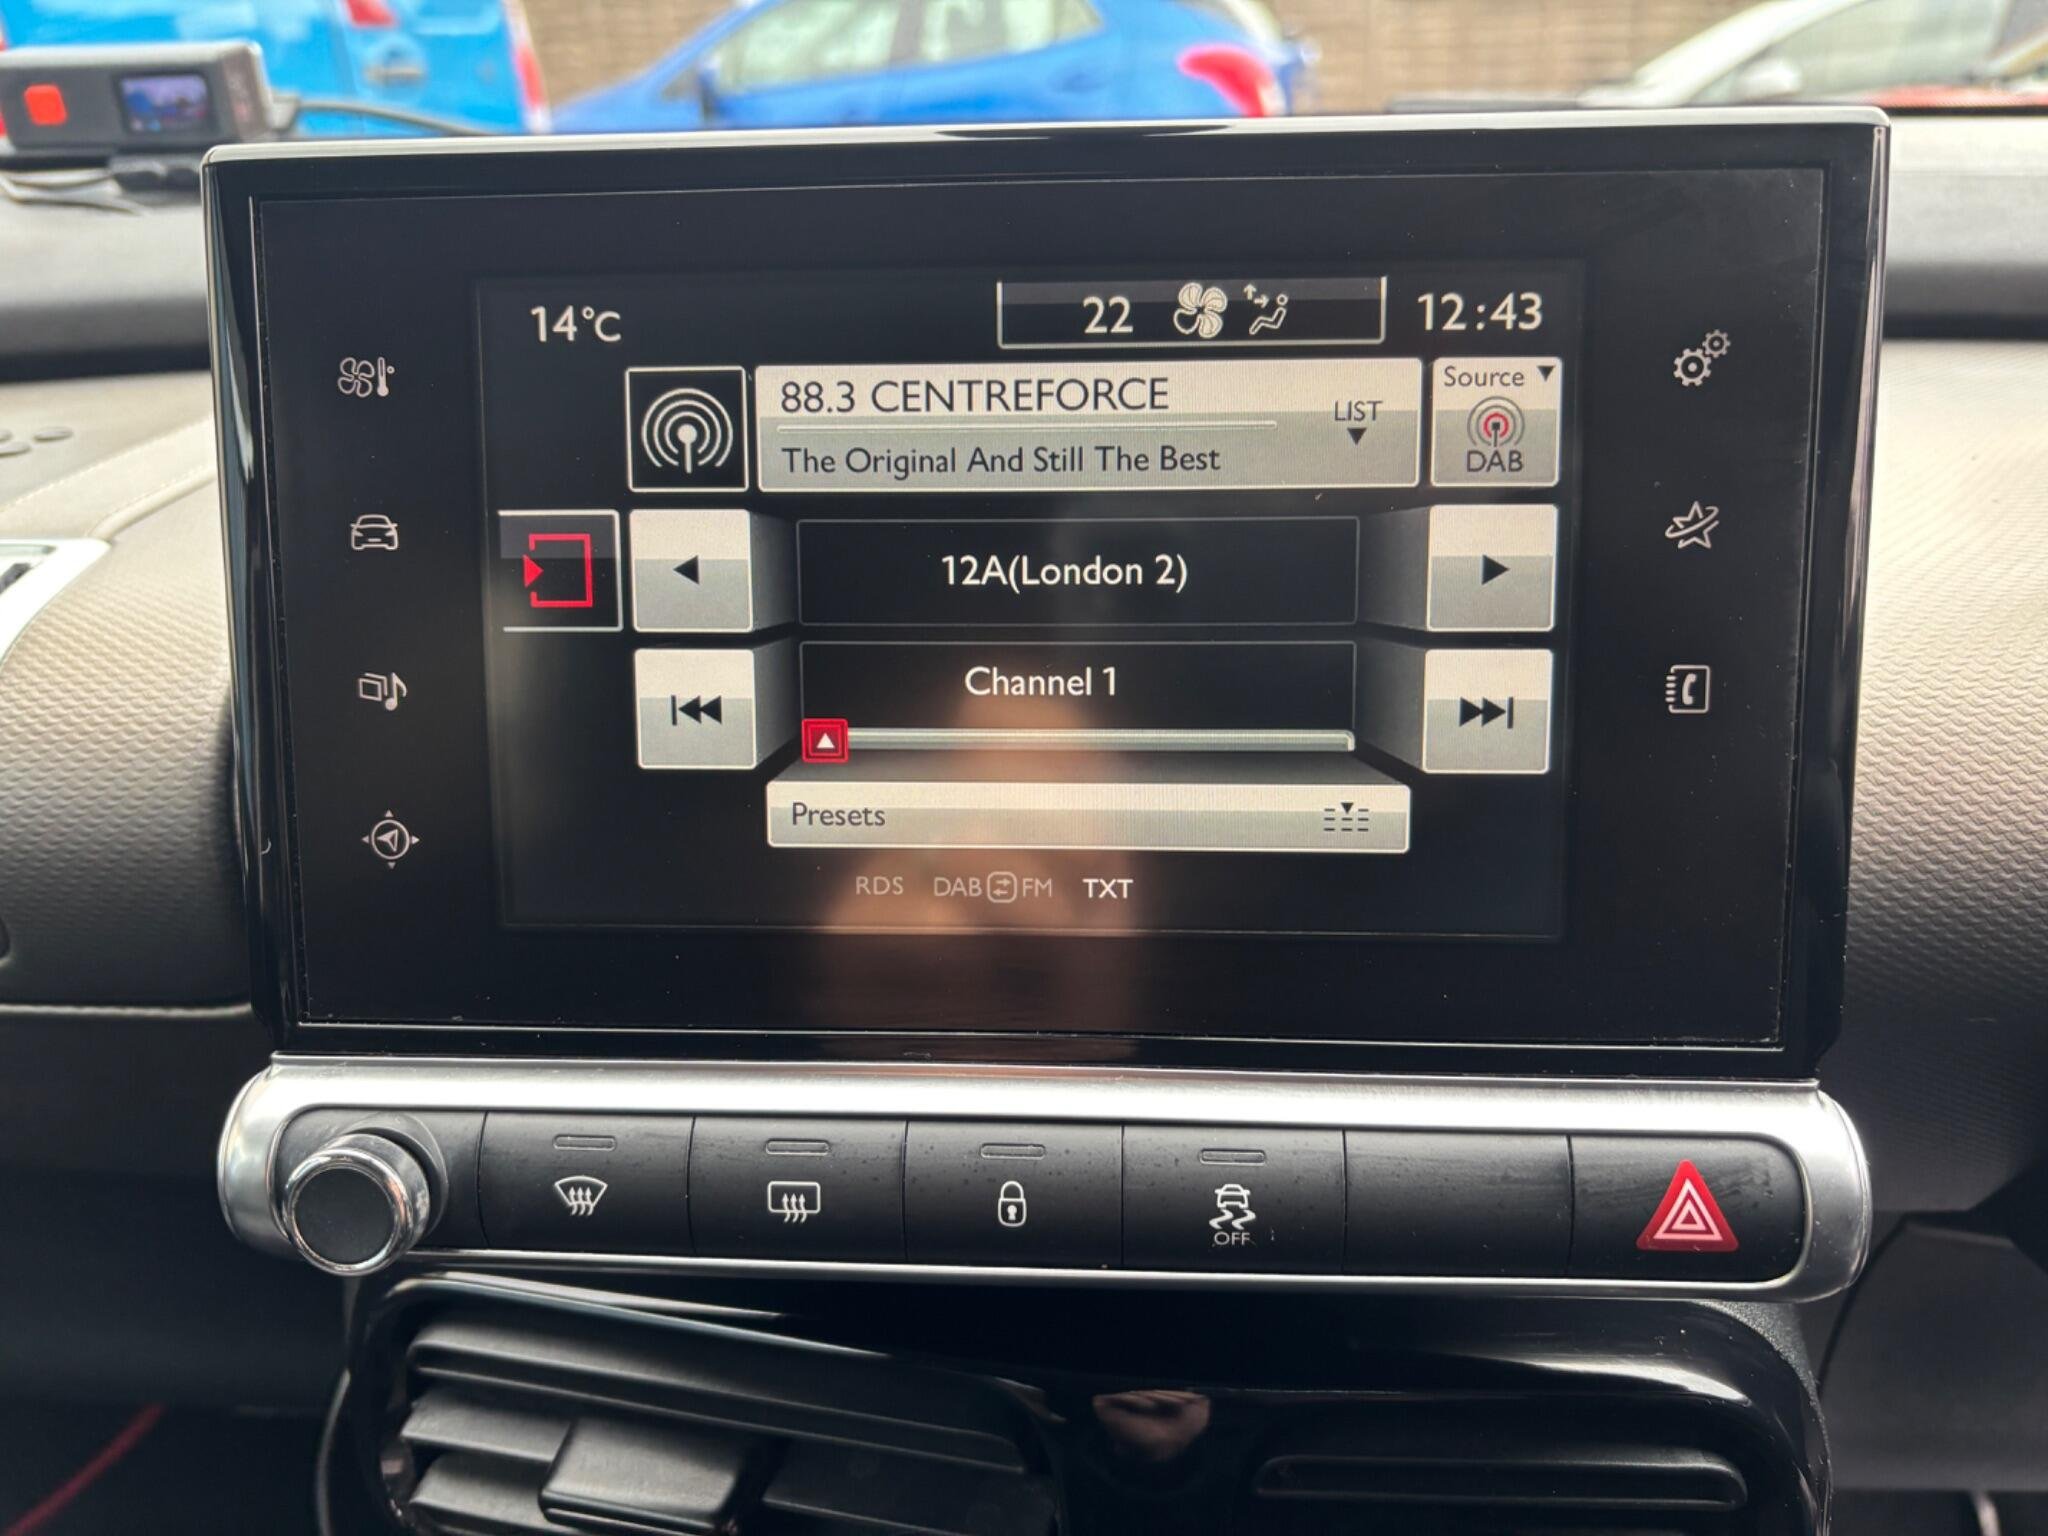 14°C
22
12:43
88.3 CENTREFORCE
LIST
Source
The Original And Still The Best
DAB
12A(London 2)
Channel 1
Presets
RDS DAB FM TXT
OFF